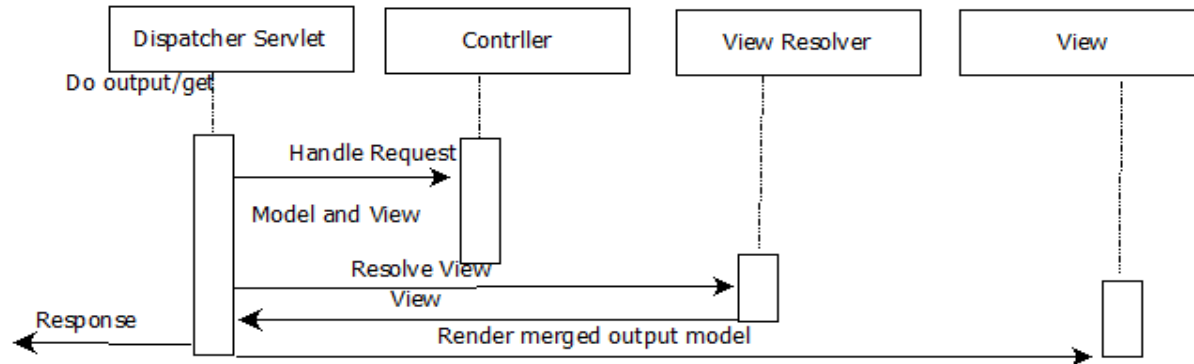 Dispatcher Servlet
Contrller
View Resolver
View
Do output/get
Handle Request
Model and View
Resolve View
View
Response
Render merged output model